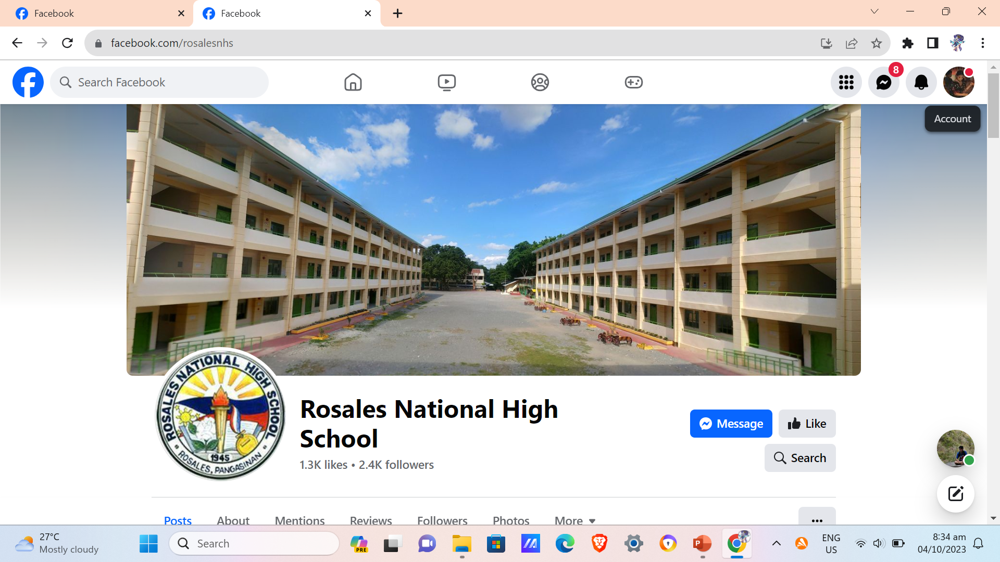 Facebook
Facebook
facebook.com/rosalesnhs
Search Facebook
8
Account
ROSALES NATIONAL HIGH SCHOOL
1945
ROSALES, PANGASINAN
Rosales National High
School
1.3K likes • 2.4K followers
Message
Like
Search
Posts
About
Mentions
Reviews
Followers
Photos
More
27°C
Mostly cloudy
Search
PRE
P
ENG
US
8:34 am
04/10/2023